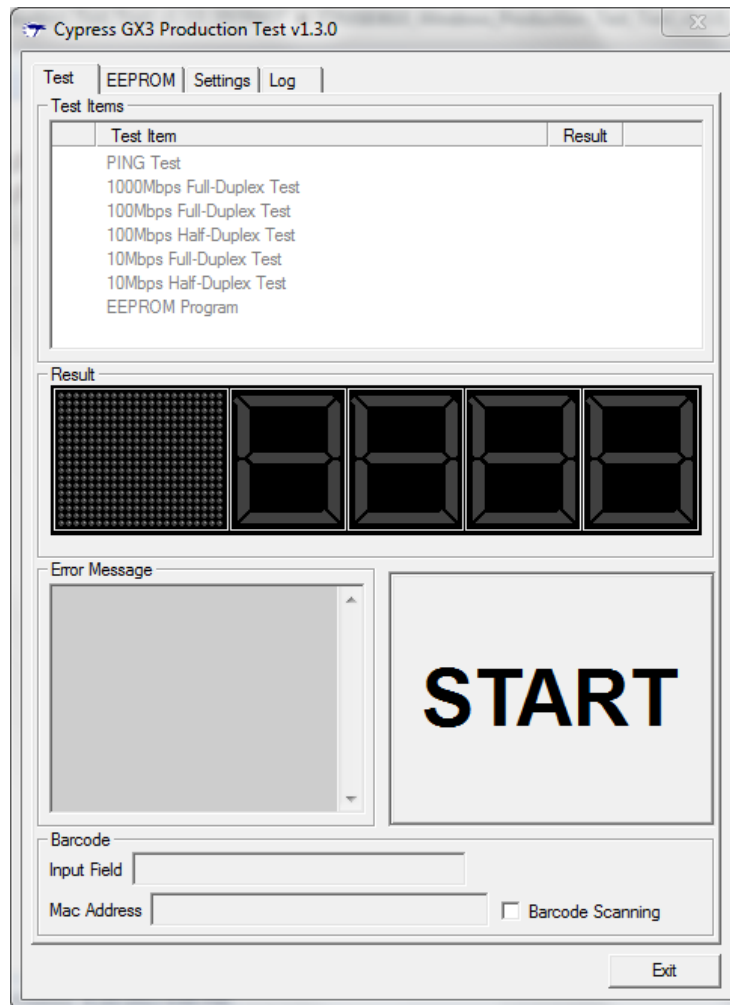 Cypress GX3 Production Test v1.3.0
Test EEPROM Settings Log
Test Items
Test Item Result
PING Test
1000Mbps Full-Duplex Test
100Mbps Full-Duplex Test
100Mbps Half-Duplex Test
10Mbps Full-Duplex Test
10Mbps Half-Duplex Test
EEPROM Program
Result
Error Message
START
Barcode
Input Field
Mac Address Barcode Scanning
Exit